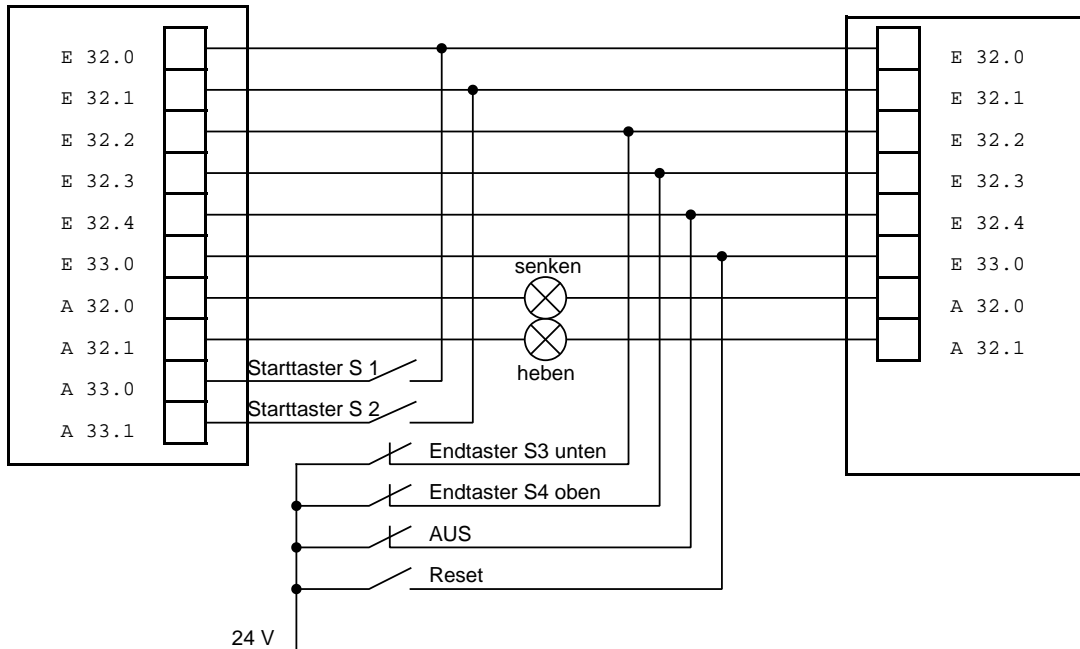 E 32.0
E 32.1
E 32.2
E 32.3
E 32.4
E 33.0
A 32.0
A 32.1
A 33.0
A 33.1
senken
heben
Starttaster S 1
Starttaster S 2
Endtaster S3 unten
Endtaster S4 oben
AUS
Reset
24 V
E 32.0
E 32.1
E 32.2
E 32.3
E 32.4
E 33.0
A 32.0
A 32.1